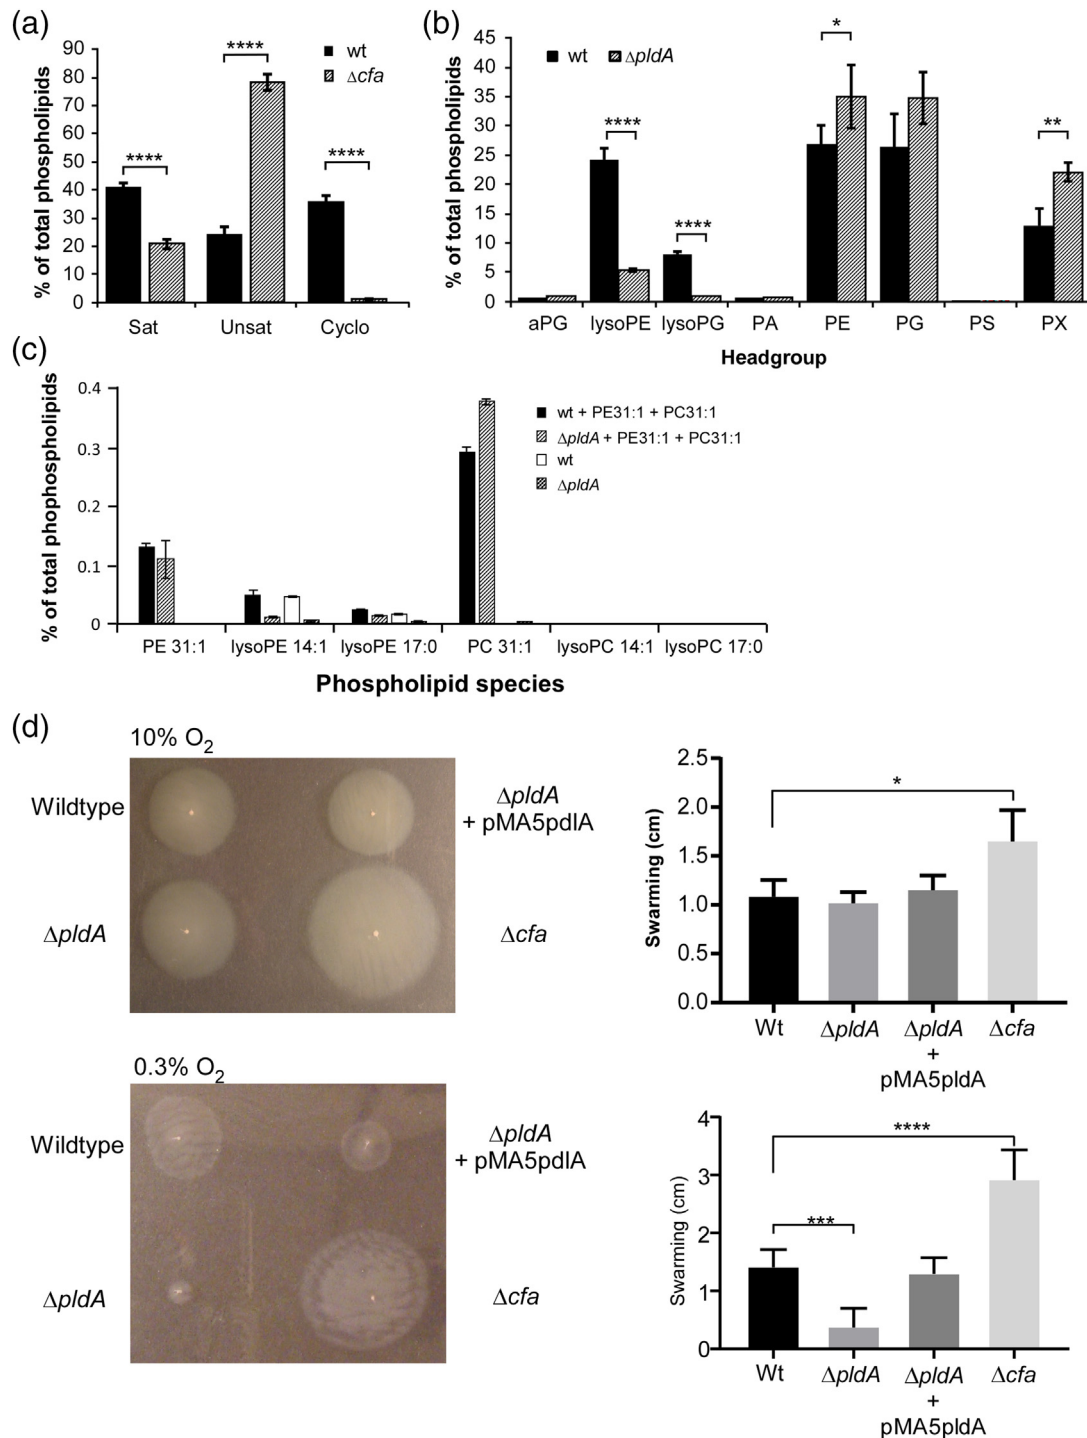 (a)
% of total phospholipids
90
80
70
60
50
40
30
20
10
0
****
****
****
wt
Δcfa
Sat Unsat Cyclo
(b)
% of total phospholipids
45
40
35
30
25
20
15
10
5
0
wt ΔpldA
****
****
*
**
aPG lysoPE lysoPG PA PE PG PS PX
Headgroup
(c)
% of total phophospholipids
0.4
0.3
0.2
0.1
0
wt + PE31:1 + PC31:1
ΔpldA + PE31:1 + PC31:1
wt
ΔpldA
PE 31:1 lysoPE 14:1 lysoPE 17:0 PC 31:1 lysoPC 14:1 lysoPC 17:0
Phospholipid species
(d)
10% O2
Wildtype
ΔpldA
+ pMA5pdlA
ΔpldA
Δcfa
Swarming (cm)
2.5
2.0
1.5
1.0
0.5
0.0
*
Wt ΔpldA ΔpldA Δcfa
+
pMA5pldA
0.3% O2
Wildtype
ΔpldA
+ pMA5pdlA
ΔpldA
Δcfa
Swarming (cm)
4
3
2
1
0
****
***
Wt ΔpldA ΔpldA Δcfa
+
pMA5pldA